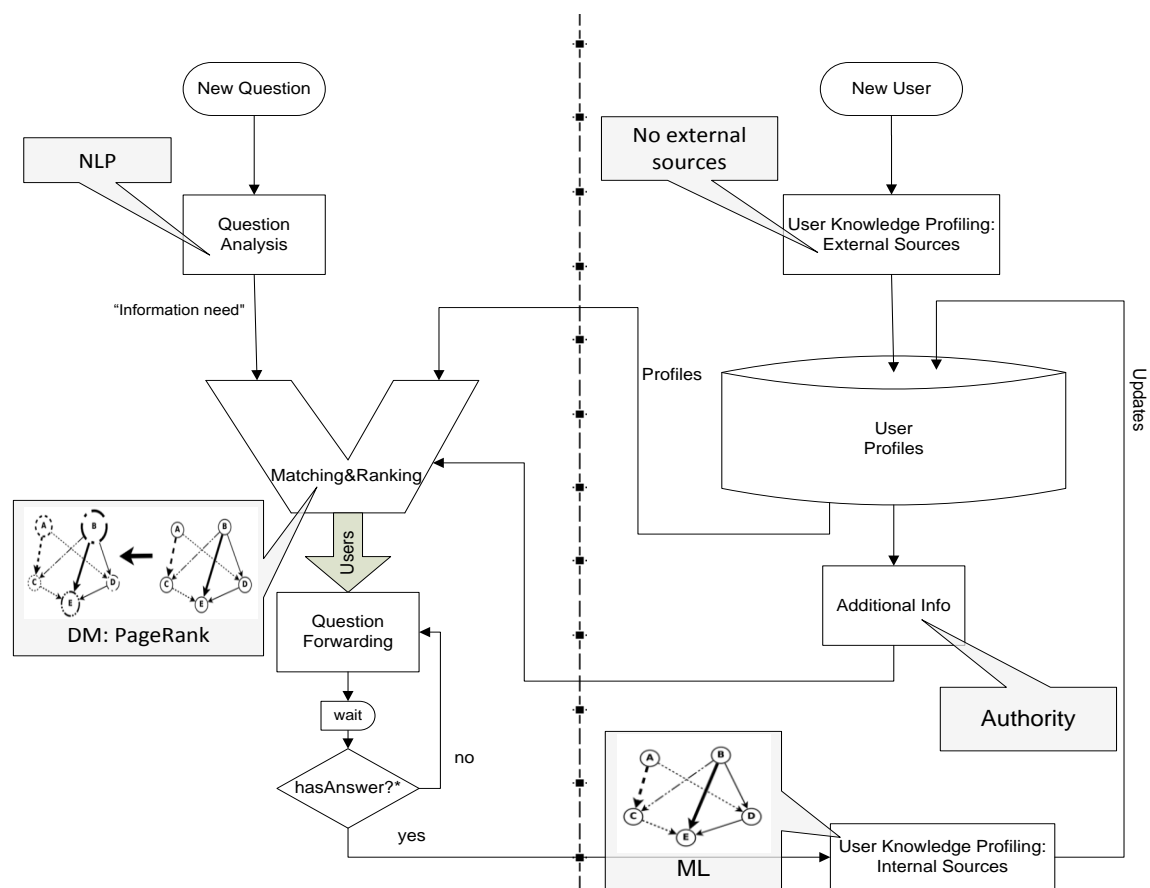 New Question
New User
NLP
No external
sources
Question
Analysis
User Knowledge Profiling:
External Sources
“Information need"
Profiles
Updates
User
Profiles
Matching&Ranking
A
B
C
D
E
A
B
C
D
E
DM: PageRank
Users
Question
Forwarding
Additional Info
Authority
wait
hasAnswer?*
no
yes
A
B
C
D
E
ML
User Knowledge Profiling:
Internal Sources